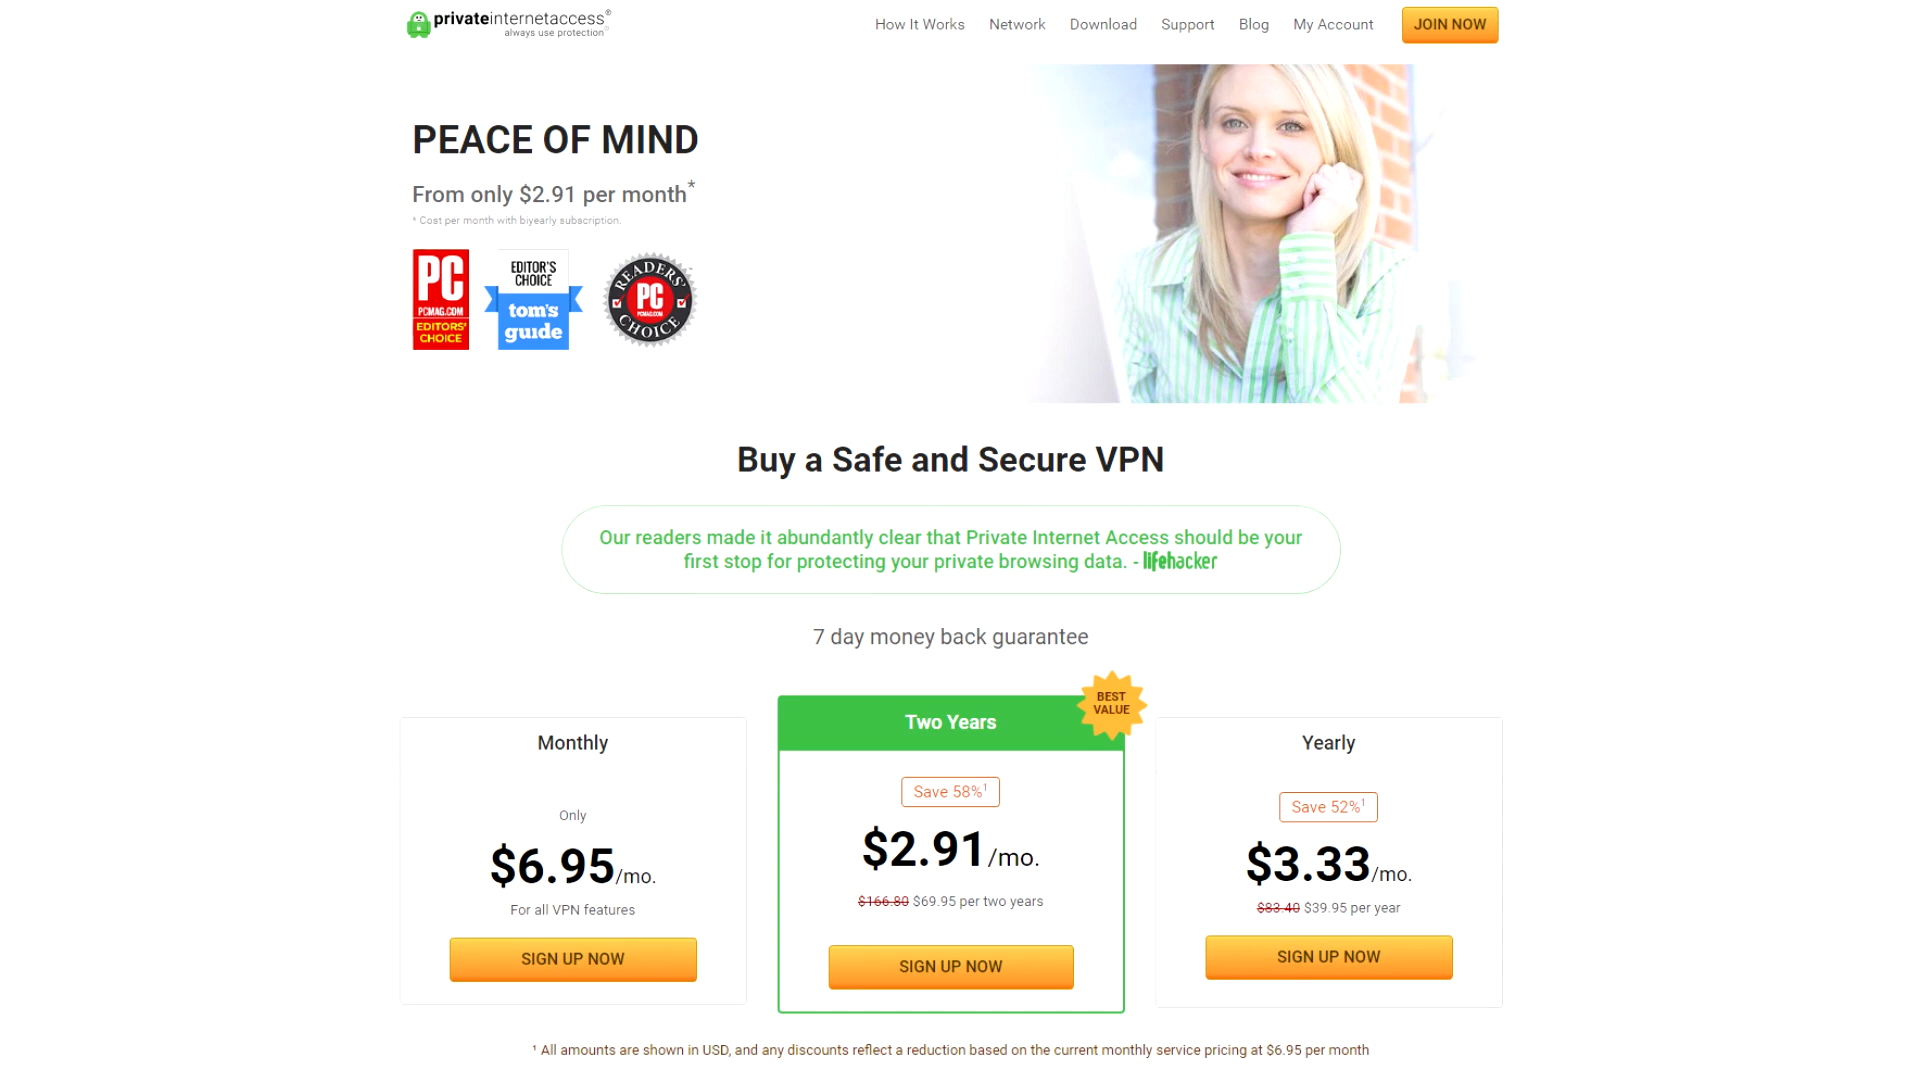 privateinternetaccess®
always use protection
How It Works
Network
Download
Support
Blog
My Account
JOIN NOW
PEACE OF MIND
From only $2.91 per month*
* Cost per month with biyearly subscription.
PC
PCMAG.COM
EDITORS'
CHOICE
EDITOR'S
CHOICE
tom's
guide
READERS'
PC
PCMAG.COM
CHOICE
Buy a Safe and Secure VPN
Our readers made it abundantly clear that Private Internet Access should be your
first stop for protecting your private browsing data. - lifehacker
7 day money back guarantee
Monthly
Only
$6.95/mo.
For all VPN features
SIGN UP NOW
BEST
VALUE
Two Years
Save 58%¹
$2.91/mo.
$166.80 $69.95 per two years
SIGN UP NOW
Yearly
Save 52%¹
$3.33/mo.
$83.40 $39.95 per year
SIGN UP NOW
¹ All amounts are shown in USD, and any discounts reflect a reduction based on the current monthly service pricing at $6.95 per month